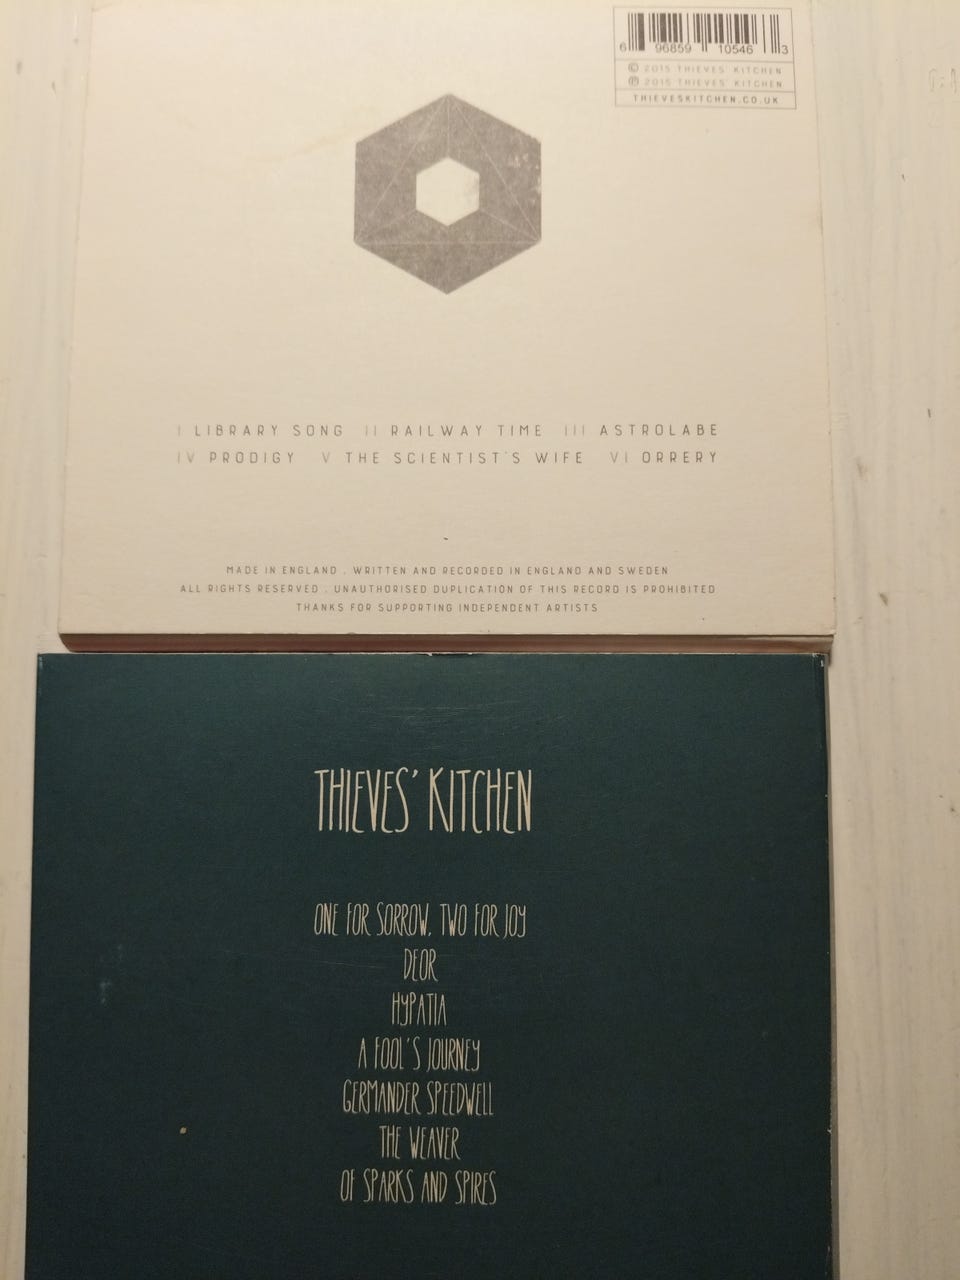 6 96859 10546 3
© 2015 THIEVES' KITCHEN
℗ 2015 THIEVES' KITCHEN
THIEVESKITCHEN.CO.UK
I LIBRARY SONG II RAILWAY TIME III ASTROLABE
IV PRODIGY V THE SCIENTIST'S WIFE VI ORRERY
MADE IN ENGLAND . WRITTEN AND RECORDED IN ENGLAND AND SWEDEN
ALL RIGHTS RESERVED . UNAUTHORISED DUPLICATION OF THIS RECORD IS PROHIBITED
THANKS FOR SUPPORTING INDEPENDENT ARTISTS
THIEVES' KITCHEN
ONE FOR SORROW, TWO FOR JOY
DEOR
HYPATIA
A FOOL'S JOURNEY
GERMANDER SPEEDWELL
THE WEAVER
OF SPARKS AND SPIRES